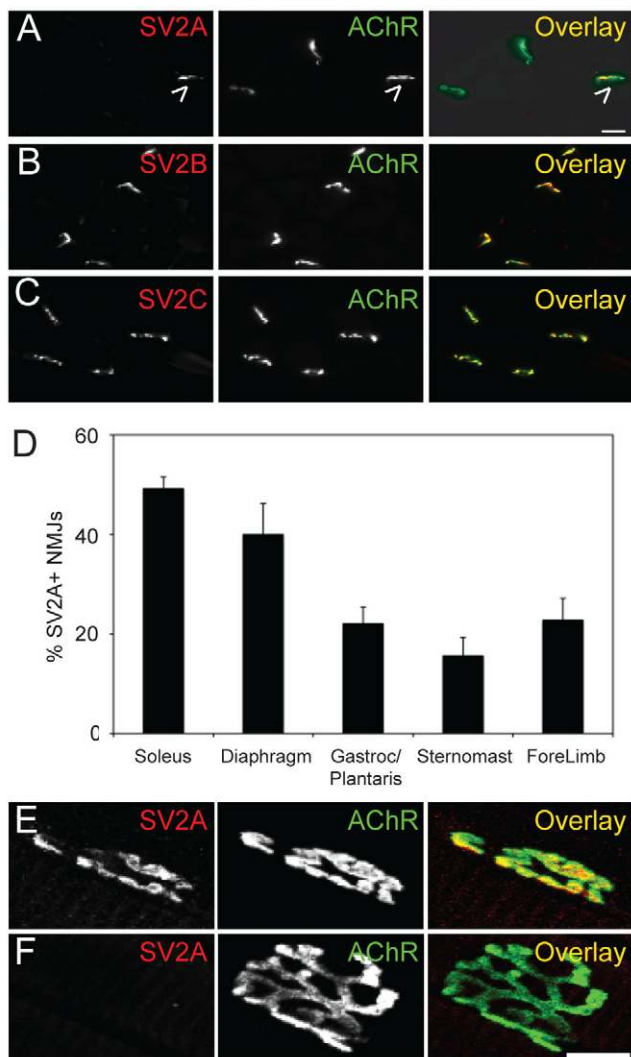 A SV2A AChR Overlay
B SV2B AChR Overlay
C SV2C AChR Overlay
D
60
40
20
0
% SV2A+ NMJs
Soleus Diaphragm Gastroc/ Sternomast ForeLimb
Plantaris
E SV2A AChR Overlay
F SV2A AChR Overlay